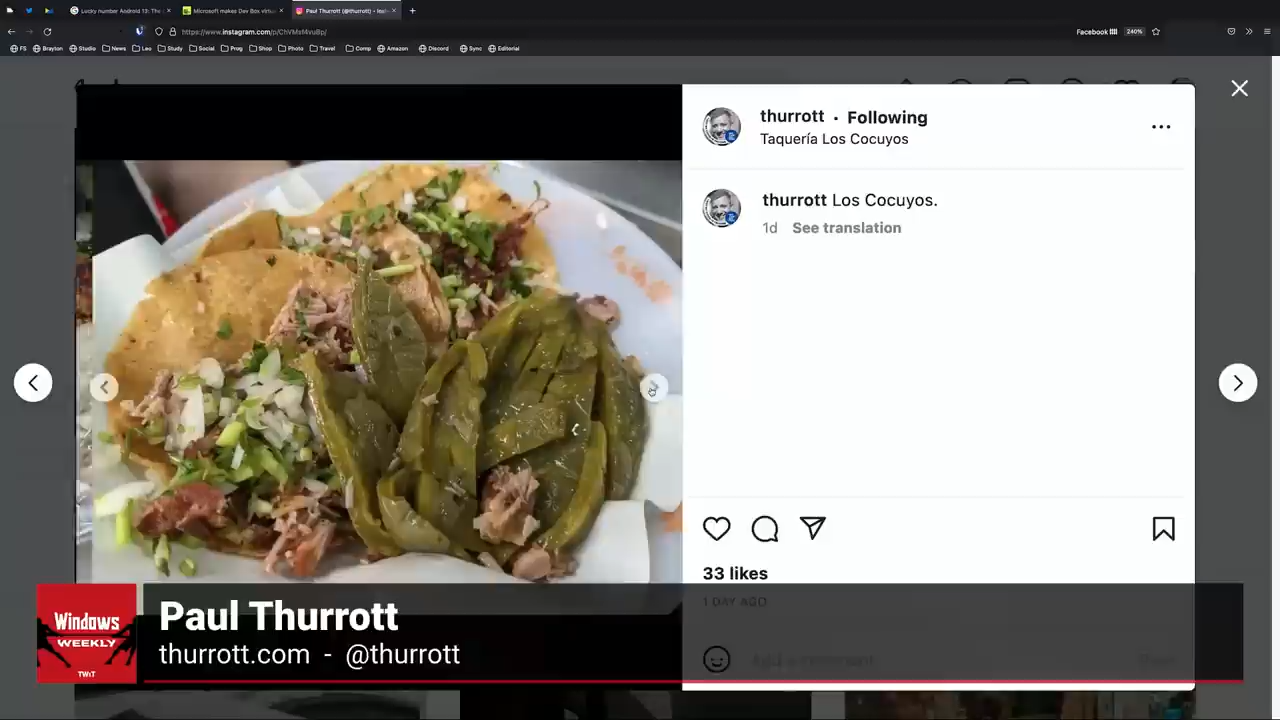 Lucky number Android 13: The
Microsoft makes Dev Box virtu
Paul Thurrott (@thurrott)
https://www.instagram.com/p/ChVMsf4vuBp/
Facebook
240%
FS
Brayton
Studio
News
Leo
Study
Social
Prog
Shop
Photo
Travel
Comp
Amazon
Discord
Sync
Editorial
thurrott · Following
Taquería Los Cocuyos
thurrott Los Cocuyos.
1d See translation
33 likes
1 DAY AGO
Add a comment...
Post
Windows
WEEKLY
TWiT
Paul Thurrott
thurrott.com - @thurrott